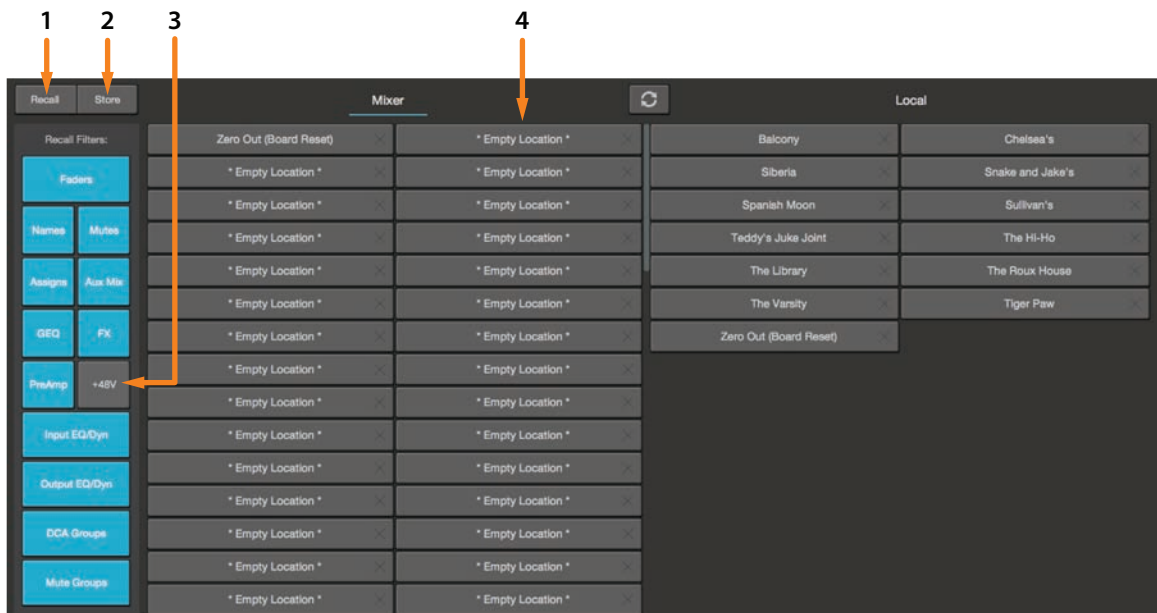 1 2 3 4
Recall Store Mixer Local
Recall Filters: Zero Out (Board Reset) * Empty Location * Balcony Chelsea's
Faders * Empty Location * * Empty Location * Siberia Snake and Jake's
* Empty Location * * Empty Location * Spanish Moon Sullivan's
Names Mutes * Empty Location * * Empty Location * Teddy's Juke Joint The Hi-Ho
Assigns Aux Mix * Empty Location * * Empty Location * The Library The Roux House
* Empty Location * * Empty Location * The Varsity Tiger Paw
GEQ FX * Empty Location * * Empty Location * Zero Out (Board Reset)
PreAmp +48V * Empty Location * * Empty Location *
* Empty Location * * Empty Location *
Input EQ/Dyn * Empty Location * * Empty Location *
Output EQ/Dyn * Empty Location * * Empty Location *
* Empty Location * * Empty Location *
DCA Groups * Empty Location * * Empty Location *
Mute Groups * Empty Location * * Empty Location *
* Empty Location * * Empty Location *